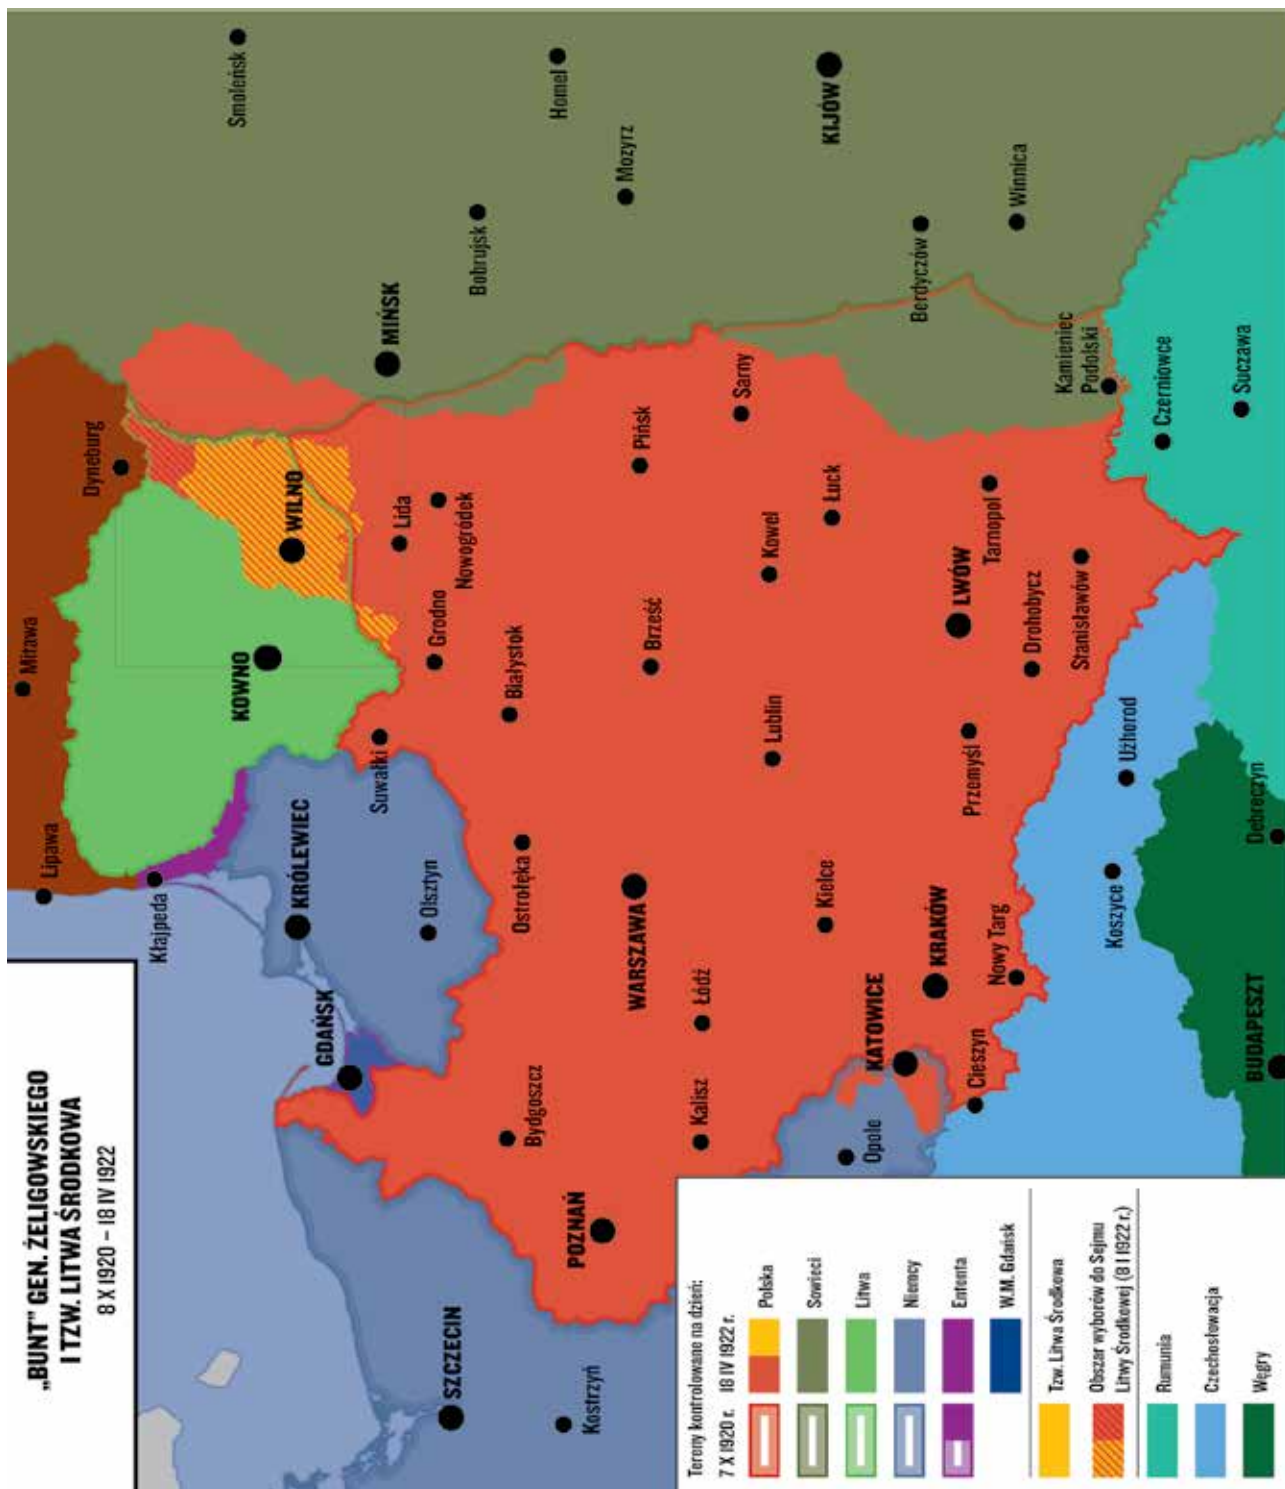 „BUNT” GEN. ŻELIGOWSKIEGO
I TZW. LITWA ŚRODKOWA
8 X 1920 – 18 IV 1922
Lipawa
Mitawa
Dyneburg
Smoleńsk
Kłajpeda
KOWNO
WILNO
KRÓLEWIEC
GDAŃSK
Suwałki
Lida
MIŃSK
Olsztyn
Grodno
Nowogródek
Bobrujsk
Homel
SZCZECIN
Bydgoszcz
Ostrołęka
Białystok
Kostrzyń
POZNAŃ
WARSZAWA
Brześć
Pińsk
Mozyrz
Kalisz
Łódź
Lublin
Kowel
Sarny
Łuck
KIJÓW
Opole
KATOWICE
Kielce
KRAKÓW
Przemyśl
LWÓW
Tarnopol
Berdyczów
Winnica
Cieszyn
Nowy Targ
Drohobycz
Stanisławów
Kamieniec
Podolski
Koszyce
Użhorod
Czerniowce
Suczawa
BUDAPESZT
Debreczyn
Tereny kontrolowane na dzień:
7 X 1920 r. 18 IV 1922 r.
Polska
Sowieci
Litwa
Niemcy
Ententa
W.M. Gdańsk
Tzw. Litwa Środkowa
Obszar wyborów do Sejmu
Litwy Środkowej (8 I 1922 r.)
Rumunia
Czechosłowacja
Węgry